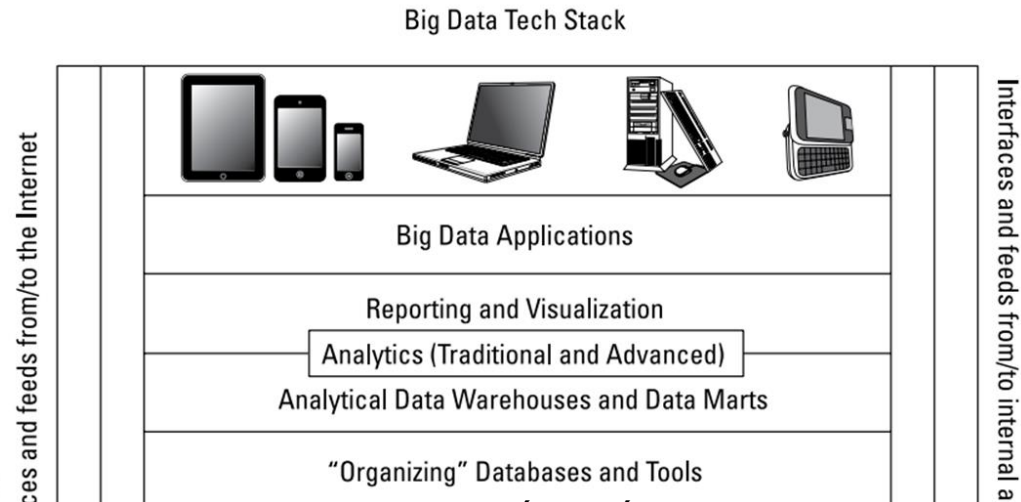 Big Data Tech Stack
and feeds from/to the Internet
Interfaces and feeds from/to internal
Big Data Applications
Reporting and Visualization
Analytics (Traditional and Advanced)
Analytical Data Warehouses and Data Marts
“Organizing” Databases and Tools